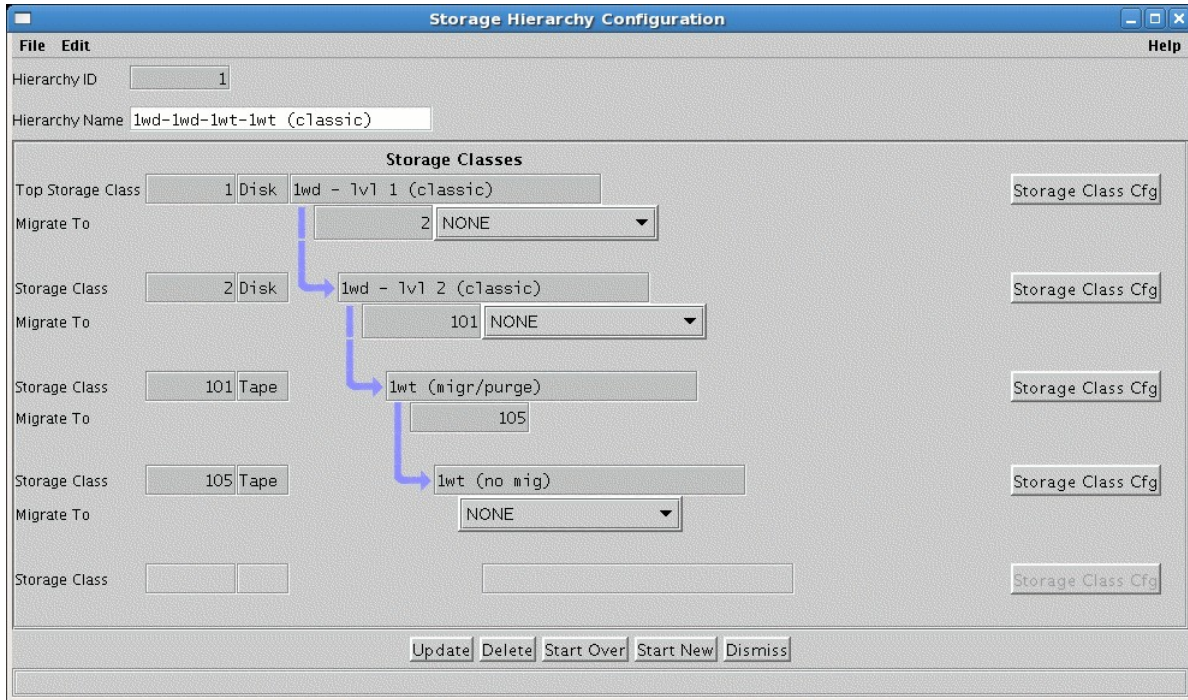 Storage Hierarchy Configuration
File Edit Help
Hierarchy ID 1
Hierarchy Name 1wd-1wd-1wt-1wt (classic)
Storage Classes
Top Storage Class 1 Disk 1wd - lvl 1 (classic) Storage Class Cfg
Migrate To 2 NONE
Storage Class 2 Disk 1wd - lvl 2 (classic) Storage Class Cfg
Migrate To 101 NONE
Storage Class 101 Tape 1wt (migr/purge) Storage Class Cfg
Migrate To 105
Storage Class 105 Tape 1wt (no mig) Storage Class Cfg
Migrate To NONE
Storage Class Storage Class Cfg
Update Delete Start Over Start New Dismiss